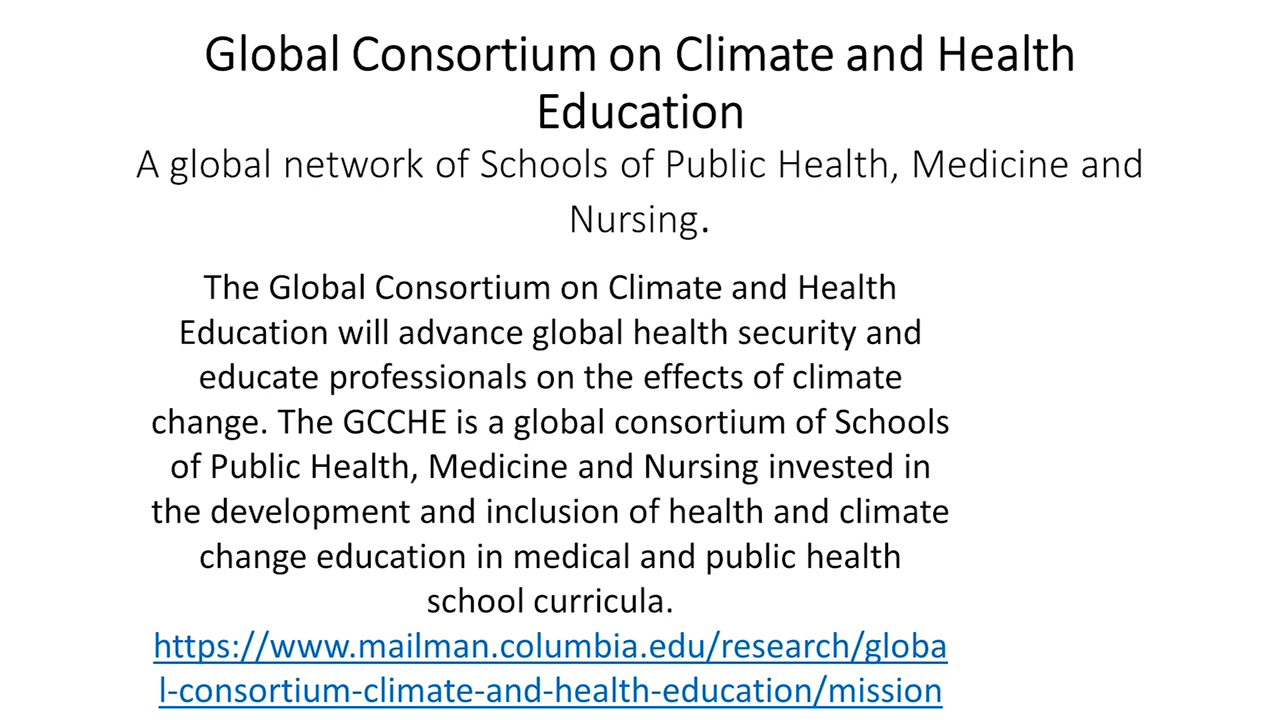 Global Consortium on Climate and Health
Education
A global network of Schools of Public Health, Medicine and
Nursing.
The Global Consortium on Climate and Health
Education will advance global health security and
educate professionals on the effects of climate
change. The GCCHE is a global consortium of Schools
of Public Health, Medicine and Nursing invested in
the development and inclusion of health and climate
change education in medical and public health
school curricula.
https://www.mailman.columbia.edu/research/globa
l-consortium-climate-and-health-education/mission